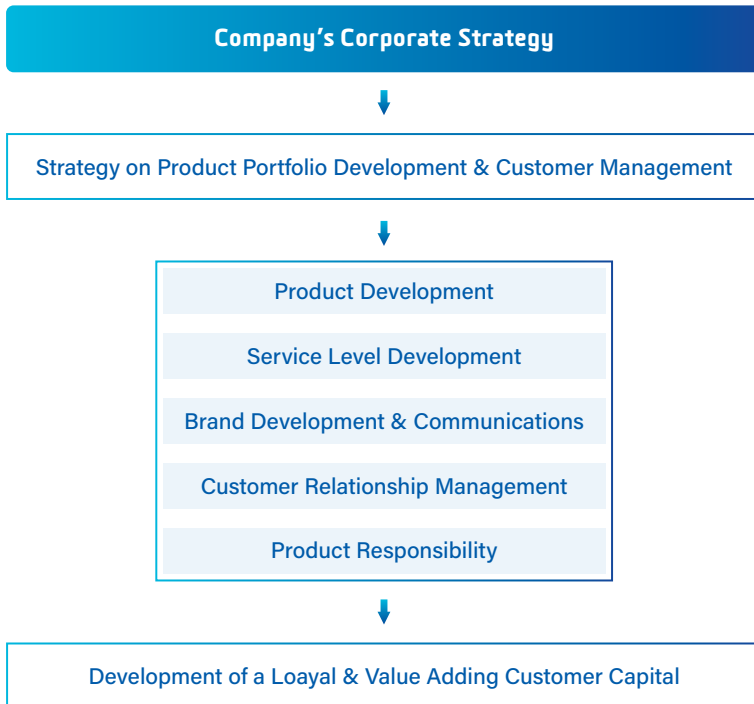 Company's Corporate Strategy
Strategy on Product Portfolio Development & Customer Management
Product Development
Service Level Development
Brand Development & Communications
Customer Relationship Management
Product Responsibility
Development of a Loayal & Value Adding Customer Capital